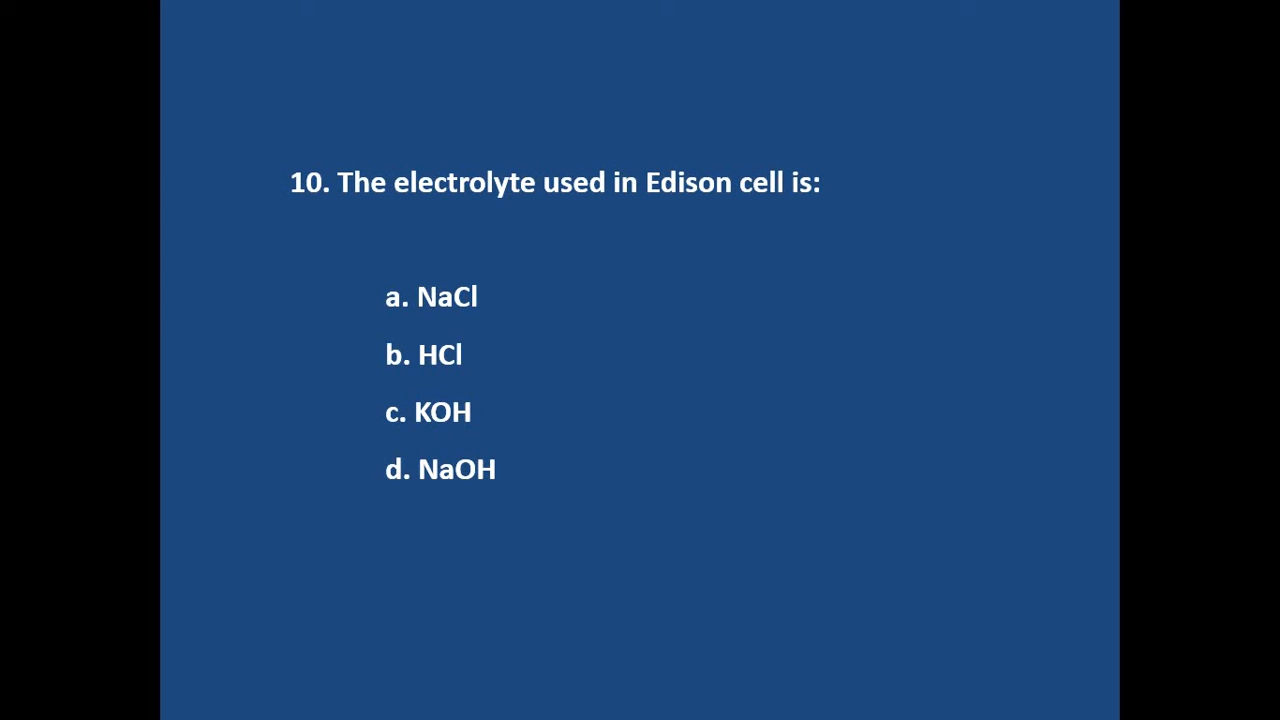 10. The electrolyte used in Edison cell is:
a. NaCl
b. HCl
c. KOH
d. NaOH